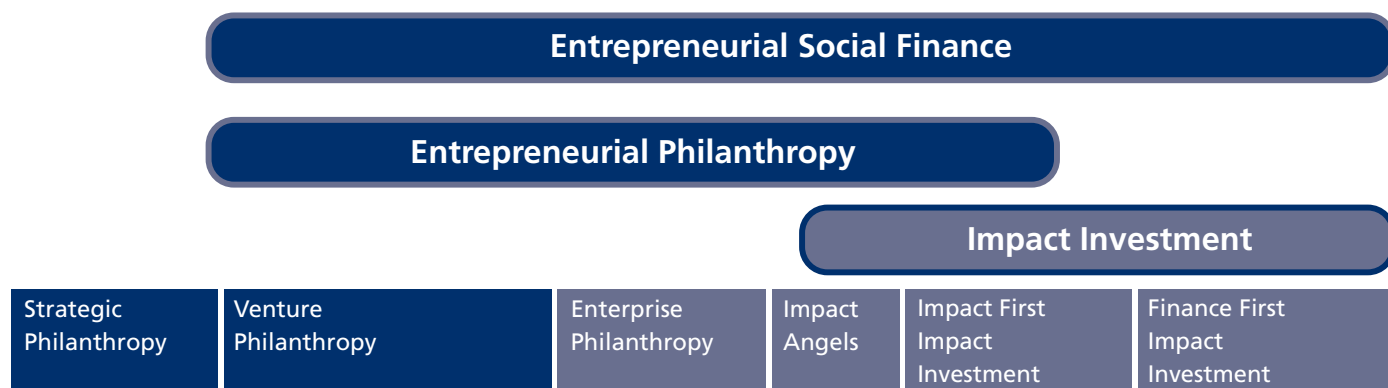 Entrepreneurial Social Finance
Entrepreneurial Philanthropy
Impact Investment
Strategic
Philanthropy
Venture
Philanthropy
Enterprise
Philanthropy
Impact
Angels
Impact First
Impact
Investment
Finance First
Impact
Investment